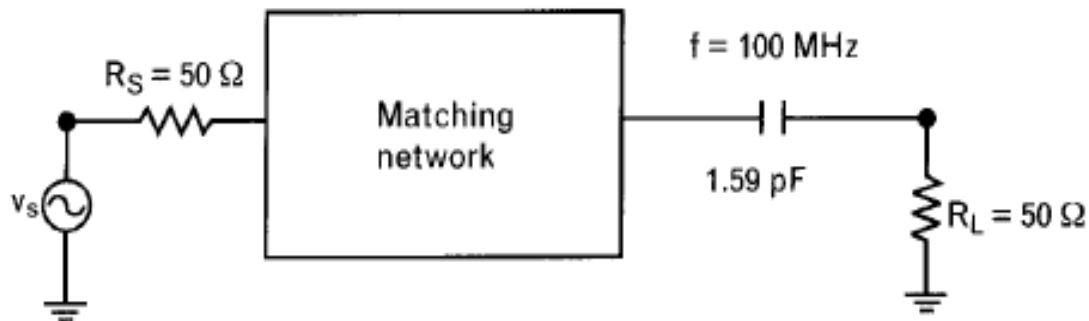 f = 100 MHz
R_S = 50 Ω
Matching
network
1.59 pF
v_s
R_L = 50 Ω